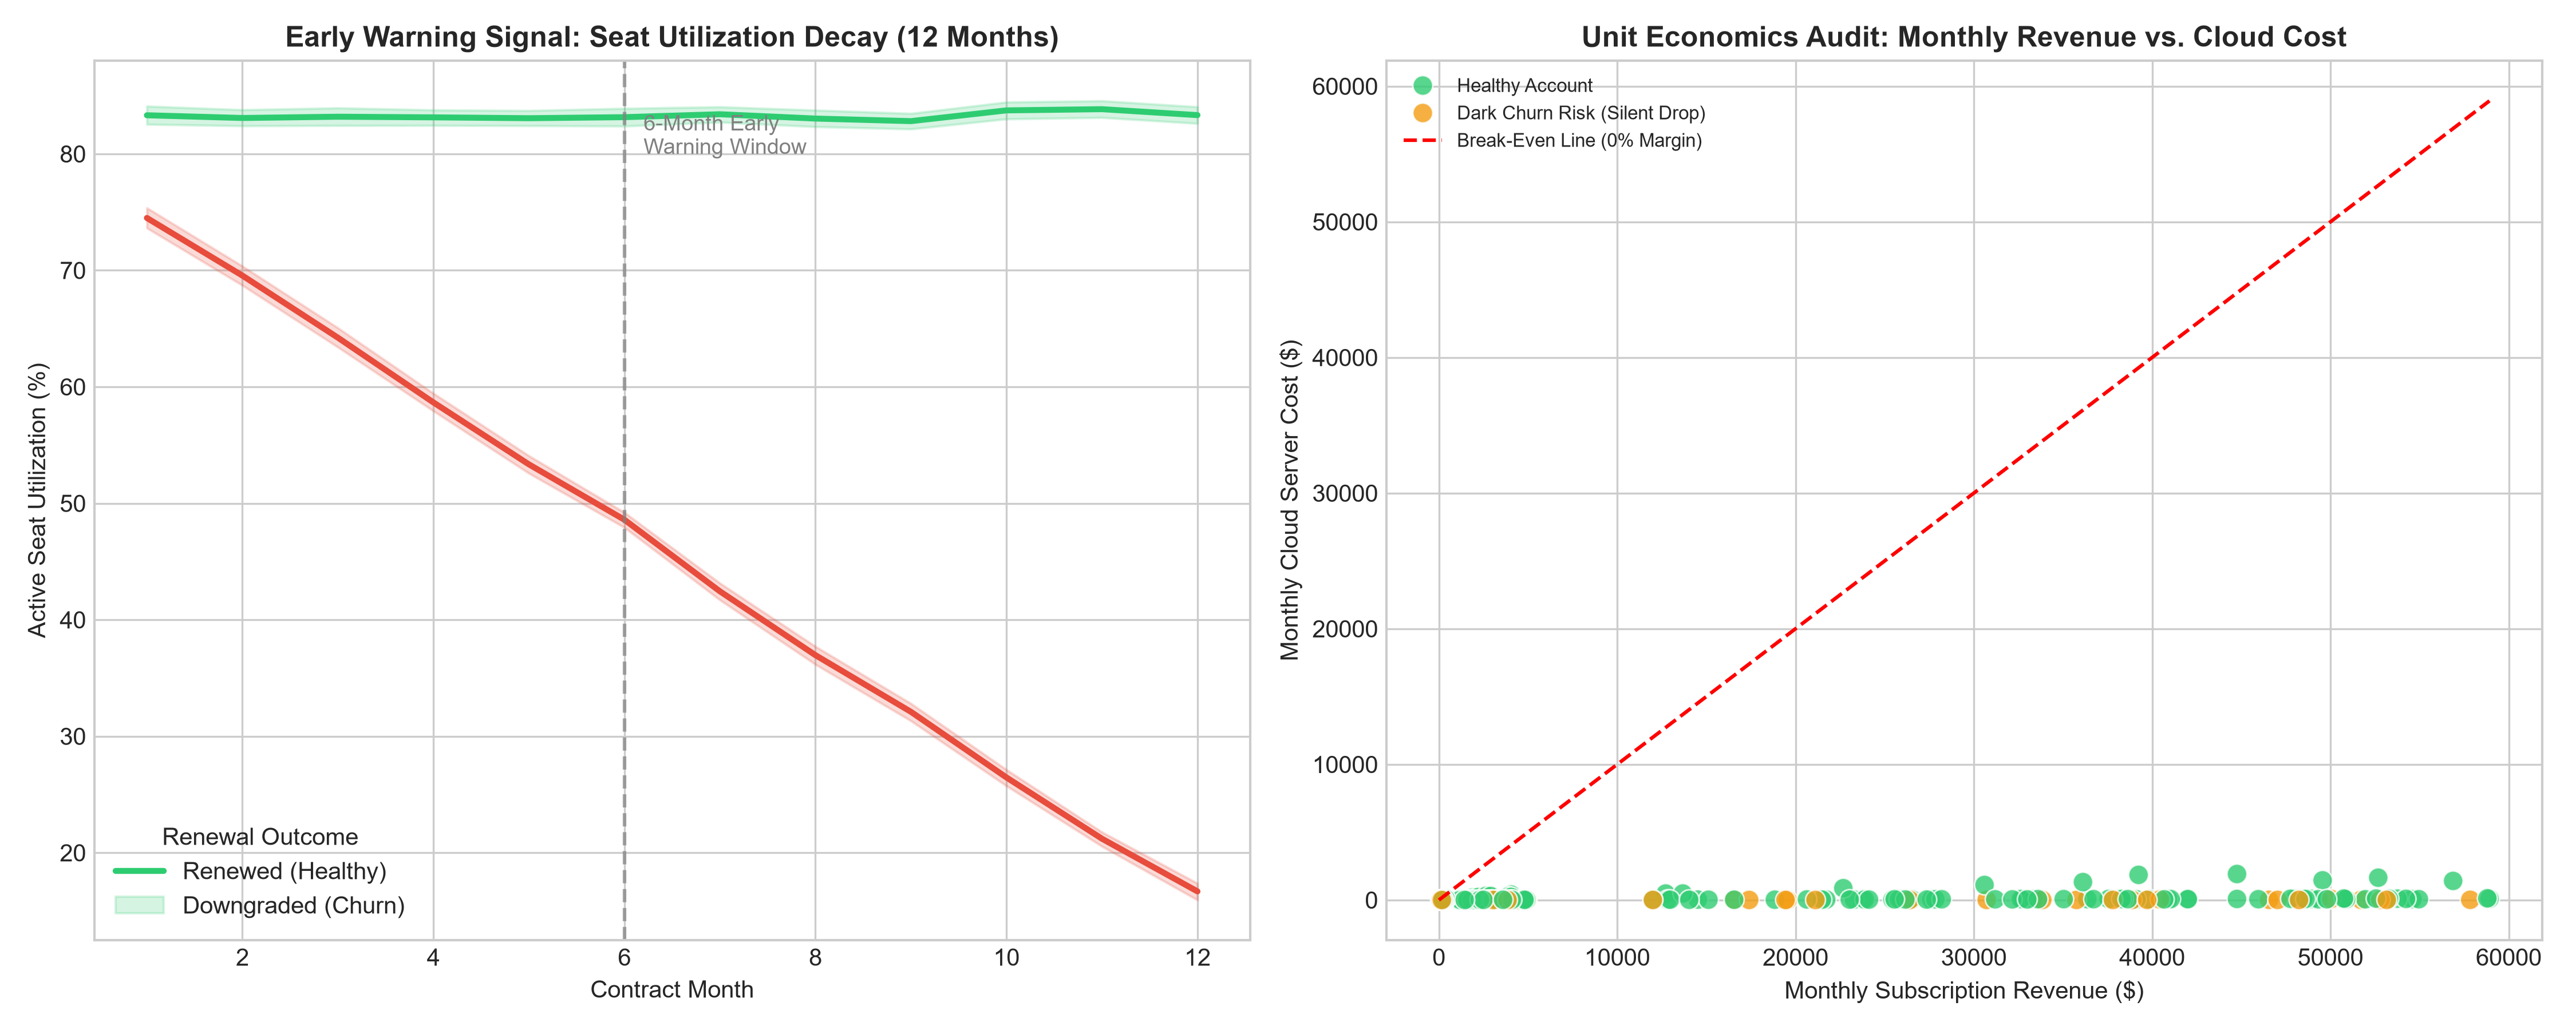 Early Warning Signal: Seat Utilization Decay (12 Months)
Active Seat Utilization (%)
80
70
60
50
40
30
20
6-Month Early
Warning Window
Renewal Outcome
Renewed (Healthy)
Downgraded (Churn)
2
4
6
8
10
12
Contract Month
Unit Economics Audit: Monthly Revenue vs. Cloud Cost
Monthly Cloud Server Cost ($)
60000
50000
40000
30000
20000
10000
0
Healthy Account
Dark Churn Risk (Silent Drop)
Break-Even Line (0% Margin)
0
10000
20000
30000
40000
50000
60000
Monthly Subscription Revenue ($)